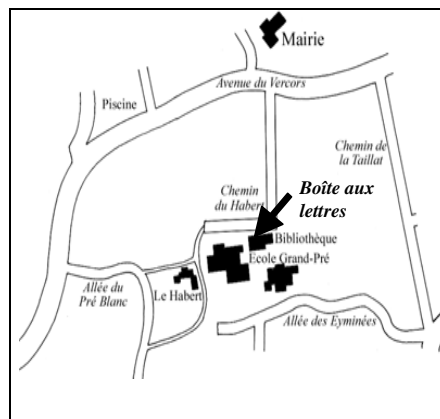 Mairie
Avenue du Vercors
Piscine
Chemin de
la Taillat
Chemin
du Habert
Boîte aux
lettres
Bibliothèque
Ecole Grand-Pré
Le Habert
Allée du
Pré Blanc
Allée des Eyminées